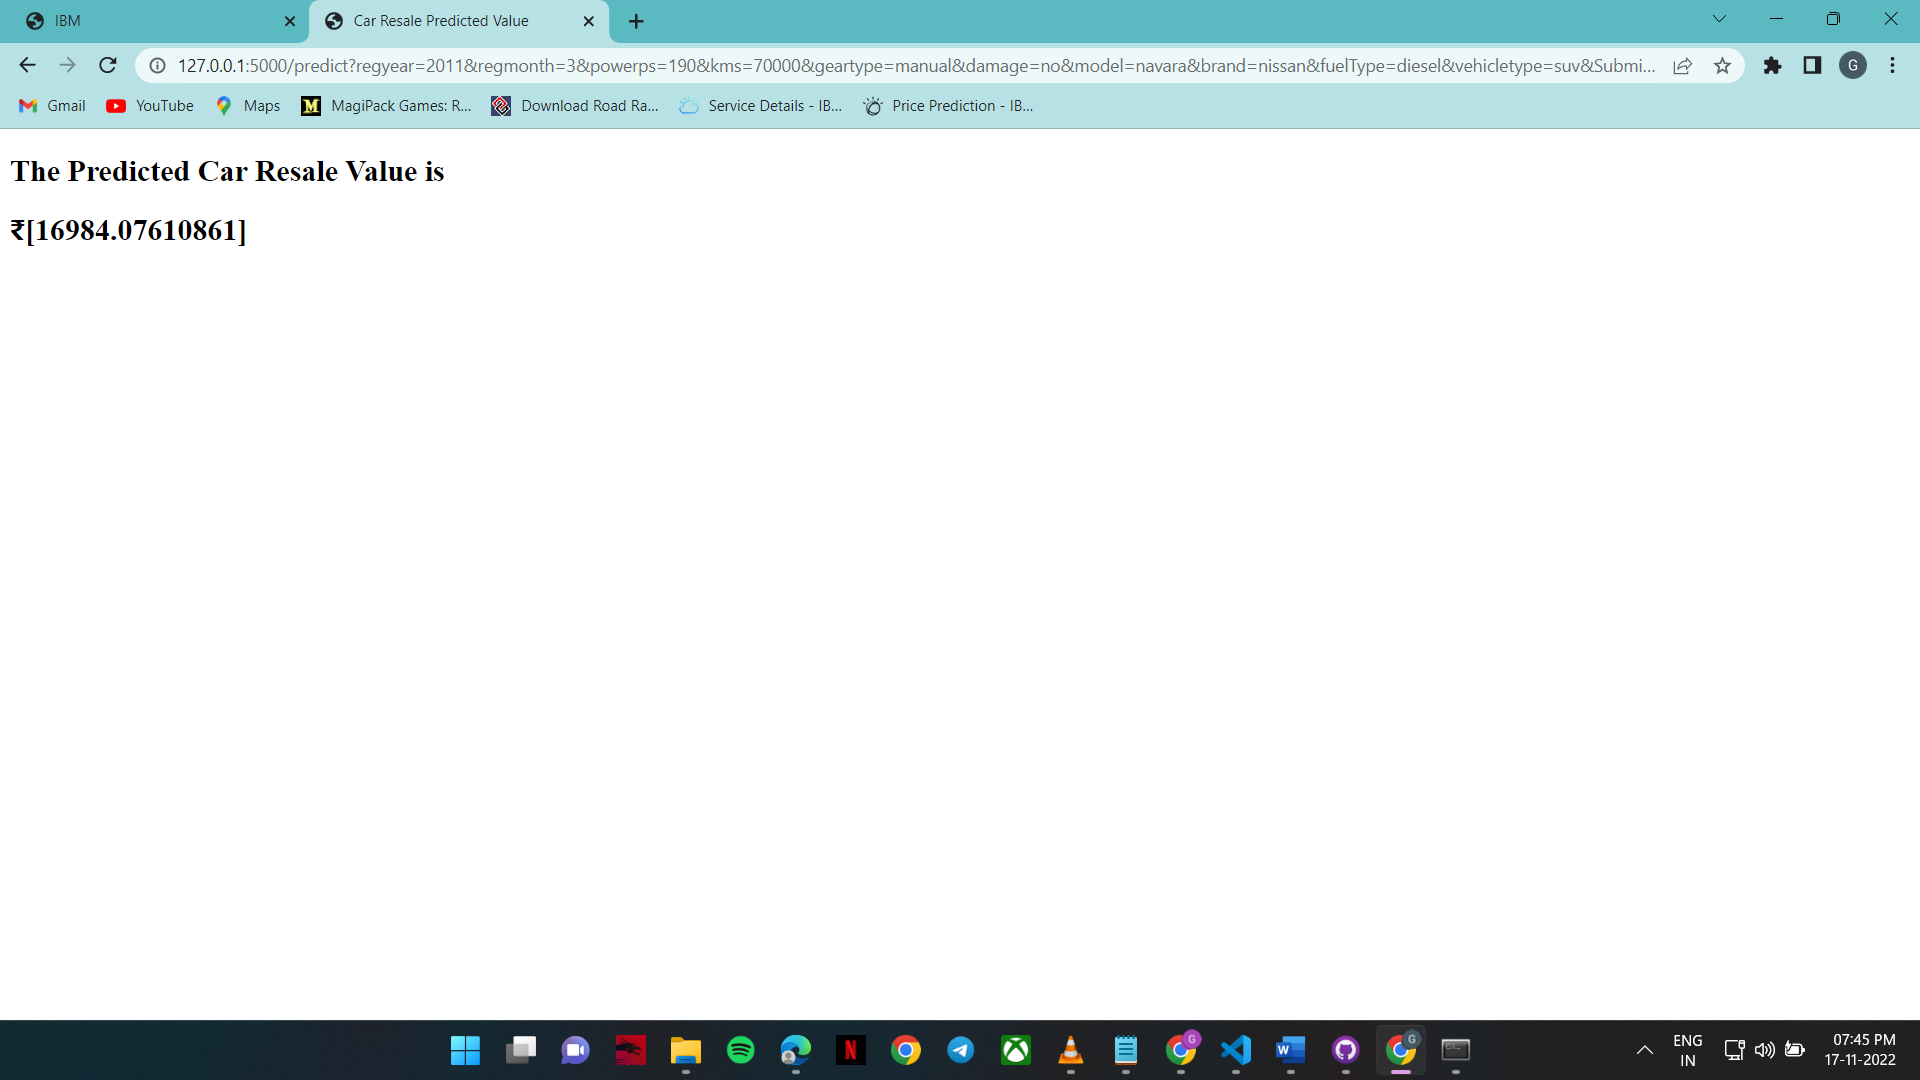 IBM
Car Resale Predicted Value
127.0.0.1:5000/predict?regyear=2011&regmonth=3&powerps=190&kms=70000&geartype=manual&damage=no&model=navara&brand=nissan&fuelType=diesel&vehicletype=suv&Submi...
G
Gmail
YouTube
Maps
M
MagiPack Games: R...
Download Road Ra...
Service Details - IB...
Price Prediction - IB...
The Predicted Car Resale Value is
₹[16984.07610861]
N
G
W
G
ENG
IN
07:45 PM
17-11-2022